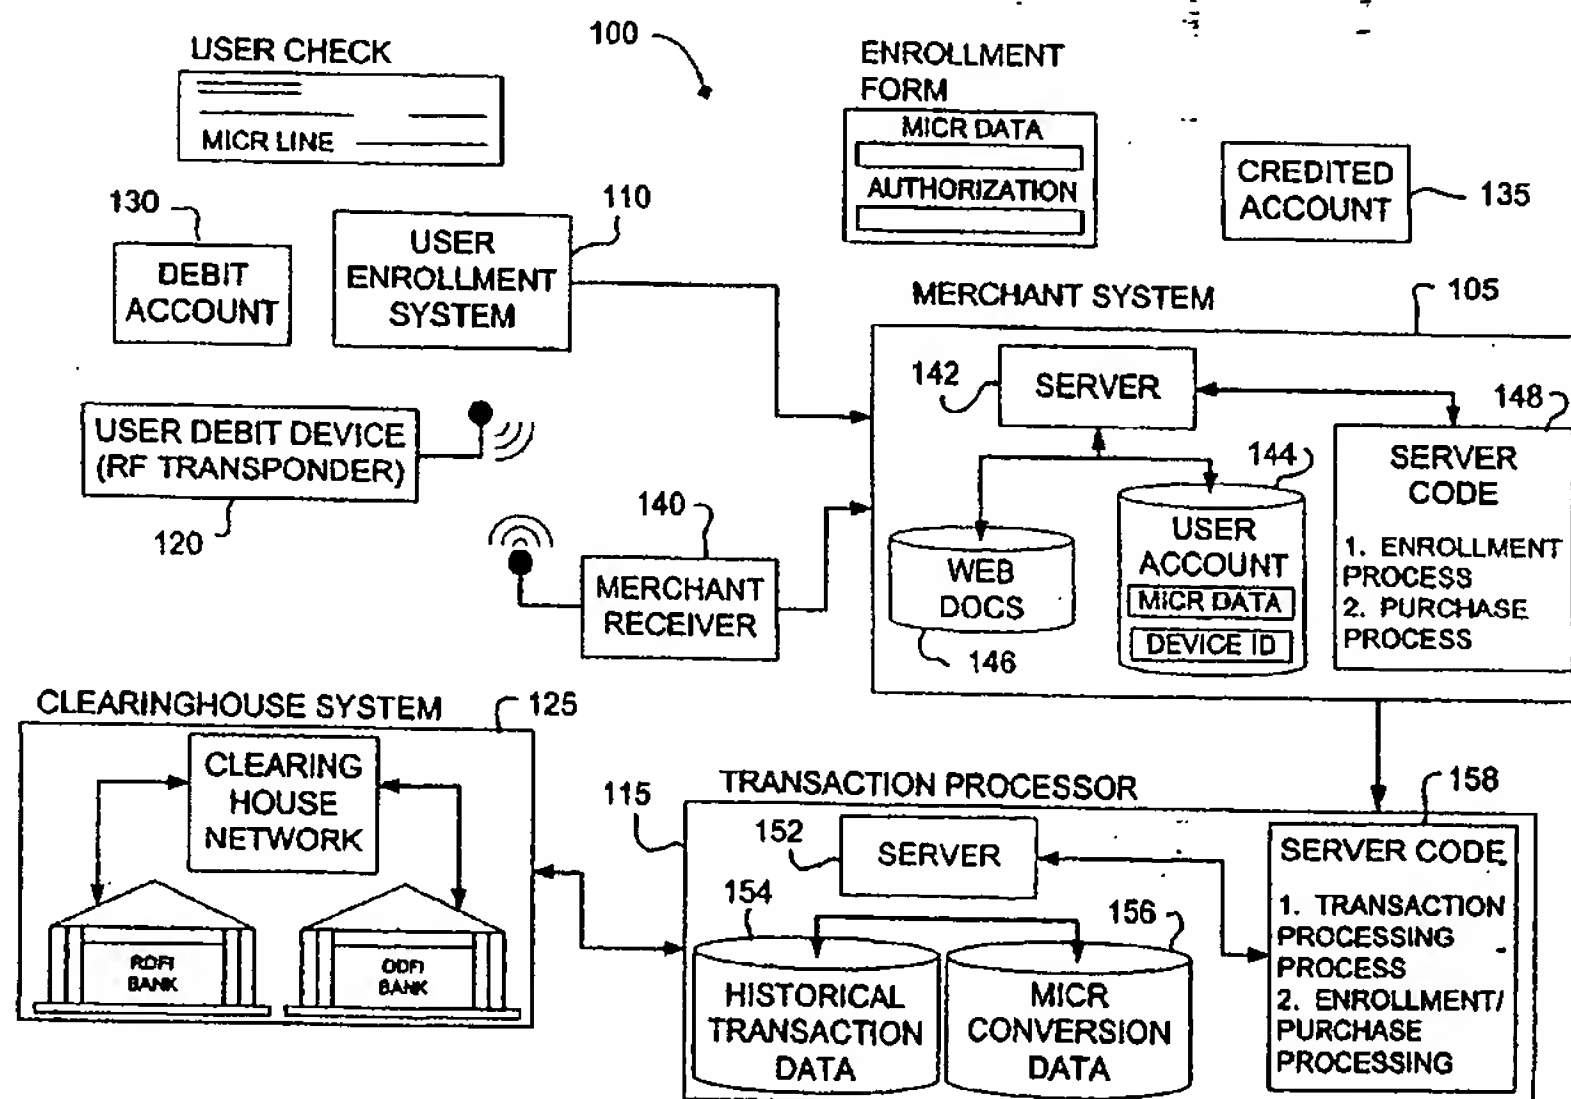 USER CHECK
MICR LINE
100
ENROLLMENT
FORM
MICR DATA
AUTHORIZATION
CREDITED
ACCOUNT
135
130
DEBIT
ACCOUNT
110
USER
ENROLLMENT
SYSTEM
MERCHANT SYSTEM
105
142
SERVER
148
SERVER
CODE
1. ENROLLMENT
PROCESS
2. PURCHASE
PROCESS
144
USER
ACCOUNT
MICR DATA
DEVICE ID
WEB
DOCS
146
USER DEBIT DEVICE
(RF TRANSPONDER)
120
140
MERCHANT
RECEIVER
CLEARINGHOUSE SYSTEM
125
CLEARING
HOUSE
NETWORK
RDFI
BANK
ODFI
BANK
TRANSACTION PROCESSOR
115
152
SERVER
158
SERVER CODE
1. TRANSACTION
PROCESSING
PROCESS
2. ENROLLMENT/
PURCHASE
PROCESSING
154
HISTORICAL
TRANSACTION
DATA
156
MICR
CONVERSION
DATA